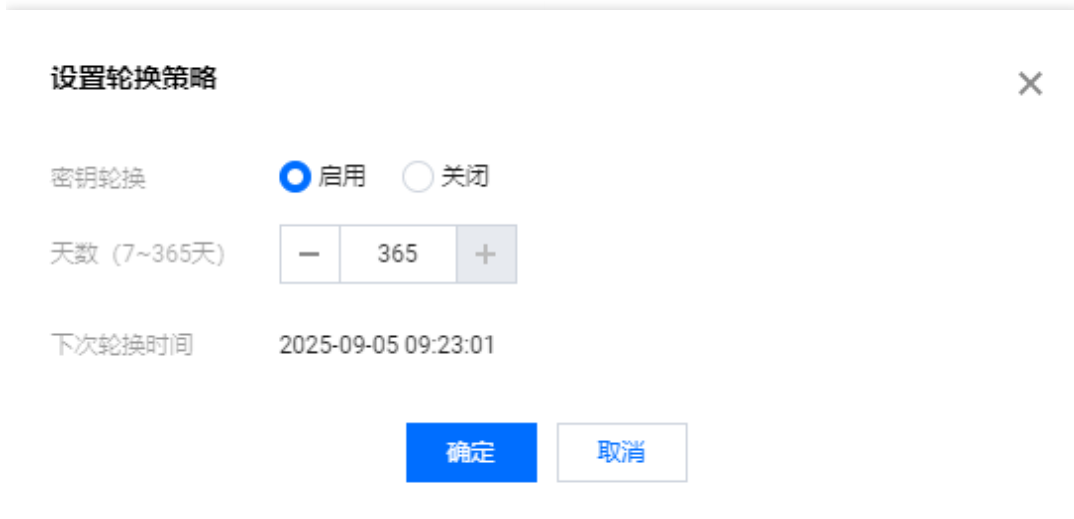 设置轮换策略
密钥轮换 启用 关闭
天数 (7~365天) 365
下次轮换时间 2025-09-05 09:23:01
确定 取消